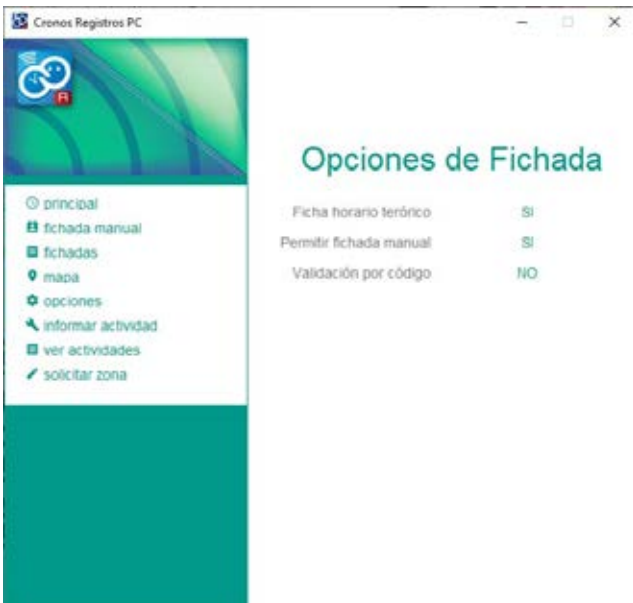 Cronos Registros PC
R
principal
fichada manual
fichadas
mapa
opciones
informar actividad
ver actividades
solicitar zona
Opciones de Fichada
Ficha horario terórico SI
Permitir fichada manual SI
Validación por código NO